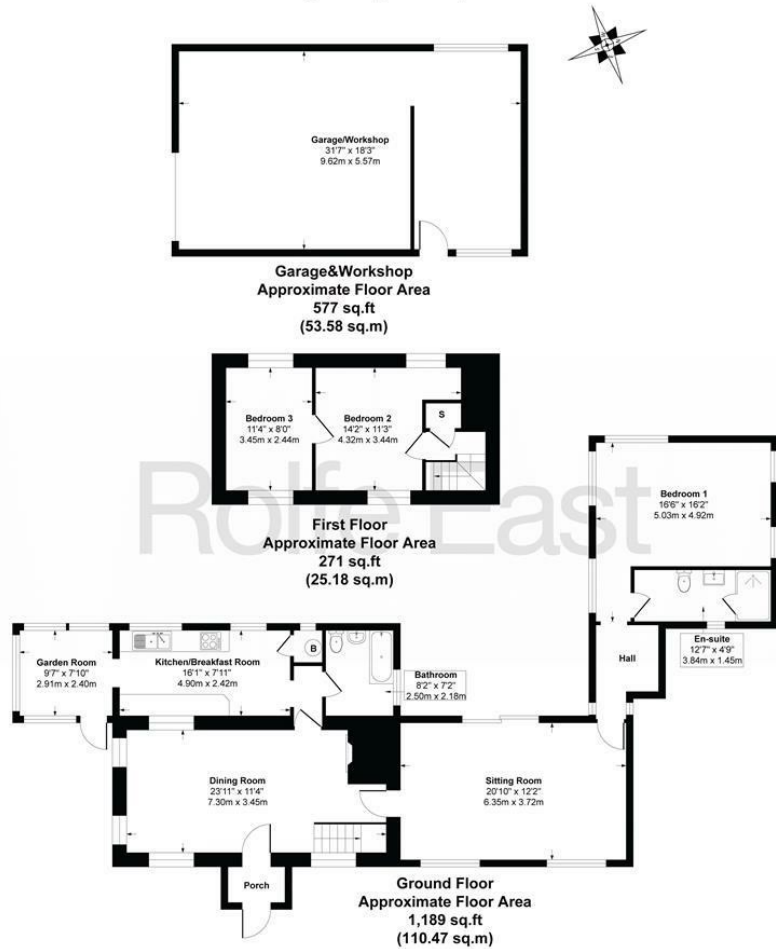 Garage/Workshop
31'7" x 18'3"
9.62m x 5.57m
Garage&Workshop
Approximate Floor Area
577 sq.ft
(53.58 sq.m)
Bedroom 3
11'4" x 8'0"
3.45m x 2.44m
Bedroom 2
14'2" x 11'3"
4.32m x 3.44m
S
First Floor
Approximate Floor Area
271 sq.ft
(25.18 sq.m)
Rolfe East
Bedroom 1
16'6" x 16'2"
5.03m x 4.92m
En-suite
12'7" x 4'9"
3.84m x 1.45m
Hall
Garden Room
9'7" x 7'10"
2.91m x 2.40m
Kitchen/Breakfast Room
16'1" x 7'11"
4.90m x 2.42m
B
Bathroom
8'2" x 7'2"
2.50m x 2.18m
Dining Room
23'11" x 11'4"
7.30m x 3.45m
Sitting Room
20'10" x 12'2"
6.35m x 3.72m
Porch
Ground Floor
Approximate Floor Area
1,189 sq.ft
(110.47 sq.m)